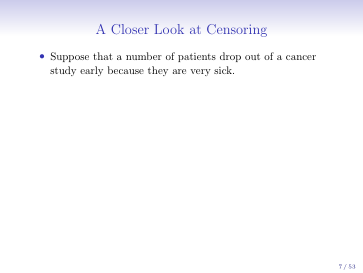 A Closer Look at Censoring
• Suppose that a number of patients drop out of a cancer
study early because they are very sick.
7 / 53